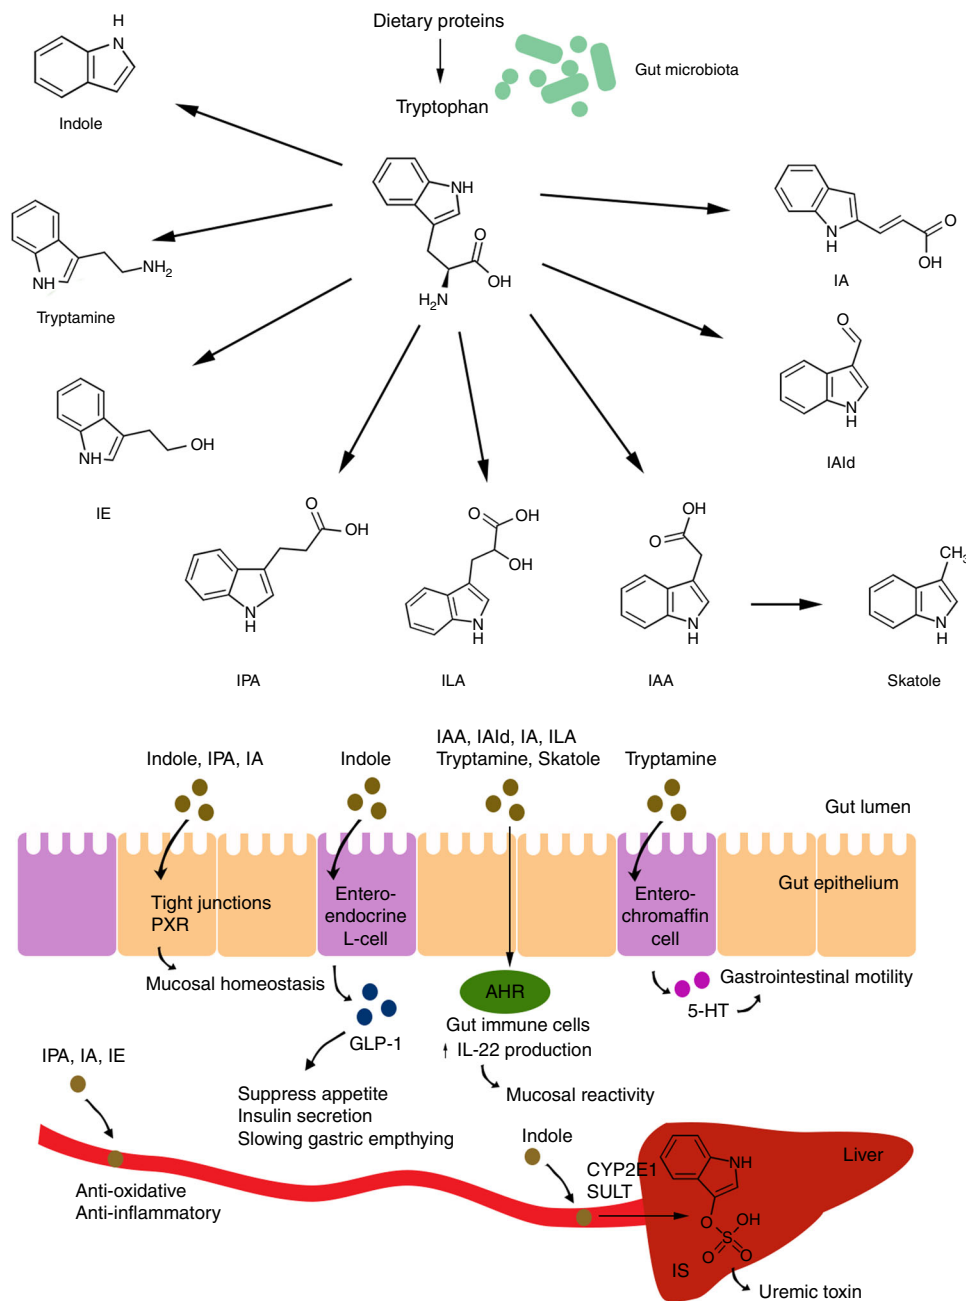 Dietary proteins
Gut microbiota
Tryptophan
H
N
Indole
NH
O
OH
H₂N
N
H
O
OH
IA
NH₂
NH
Tryptamine
O
N
H
IAld
OH
NH
IE
O
OH
N
H
IPA
O
OH
OH
N
H
ILA
OH
O
N
H
IAA
CH₃
N
H
Skatole
Indole, IPA, IA
Indole
IAA, IAld, IA, ILA
Tryptamine, Skatole
Tryptamine
Gut lumen
Gut epithelium
Tight junctions
PXR
Entero-
endocrine
L-cell
Entero-
chromaffin
cell
Mucosal homeostasis
GLP-1
AHR
Gut immune cells
↑ IL-22 production
Mucosal reactivity
5-HT
Gastrointestinal motility
Suppress appetite
Insulin secretion
Slowing gastric empthying
IPA, IA, IE
Anti-oxidative
Anti-inflammatory
Indole
CYP2E1
SULT
Liver
NH
O
OH
S
O
O
IS
Uremic toxin